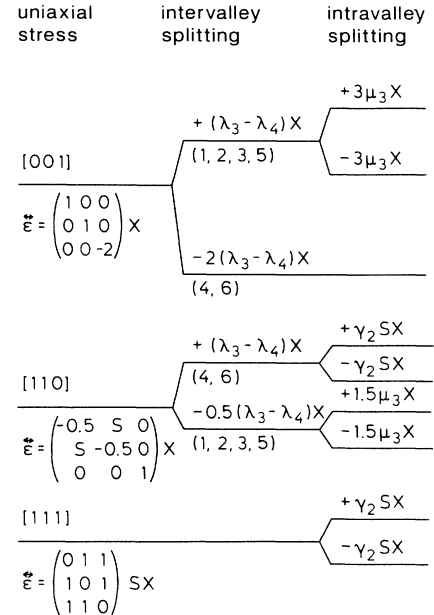 uniaxial stress
intervalley splitting
intravalley splitting
[001]
ε⃡ = (1 0 0
0 1 0
0 0 -2) X
+ (λ₃ - λ₄)X
(1, 2, 3, 5)
-2(λ₃ - λ₄)X
(4, 6)
+3μ₃X
-3μ₃X
[110]
ε⃡ = (-0.5 S 0
S -0.5 0
0 0 1) X
+ (λ₃ - λ₄)X
(4, 6)
-0.5(λ₃ - λ₄)X
(1, 2, 3, 5)
+γ₂SX
-γ₂SX
+1.5μ₃X
-1.5μ₃X
[111]
ε⃡ = (0 1 1
1 0 1
1 1 0) SX
+γ₂SX
-γ₂SX